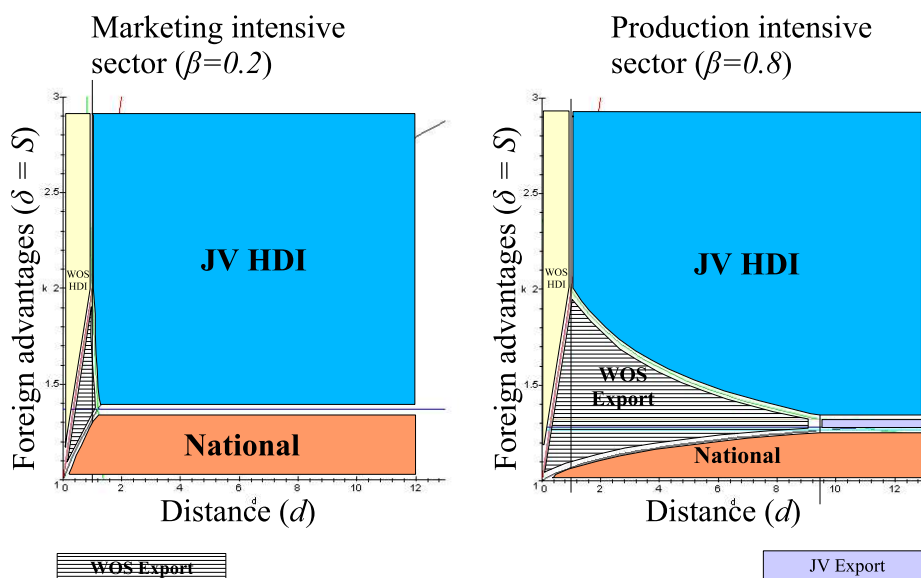 Marketing intensive
sector (β=0.2)
Production intensive
sector (β=0.8)
Foreign advantages (δ = S)
3
2.5
k 2
1.5
1
WOS
HDI
JV HDI
National
0 2 4 6 8 10 12
d
Distance (d)
Foreign advantages (δ = S)
3
2.5
k 2
1.5
1
WOS
HDI
JV HDI
WOS
Export
National
0 2 4 6 8 10 12
d
Distance (d)
WOS Export
JV Export